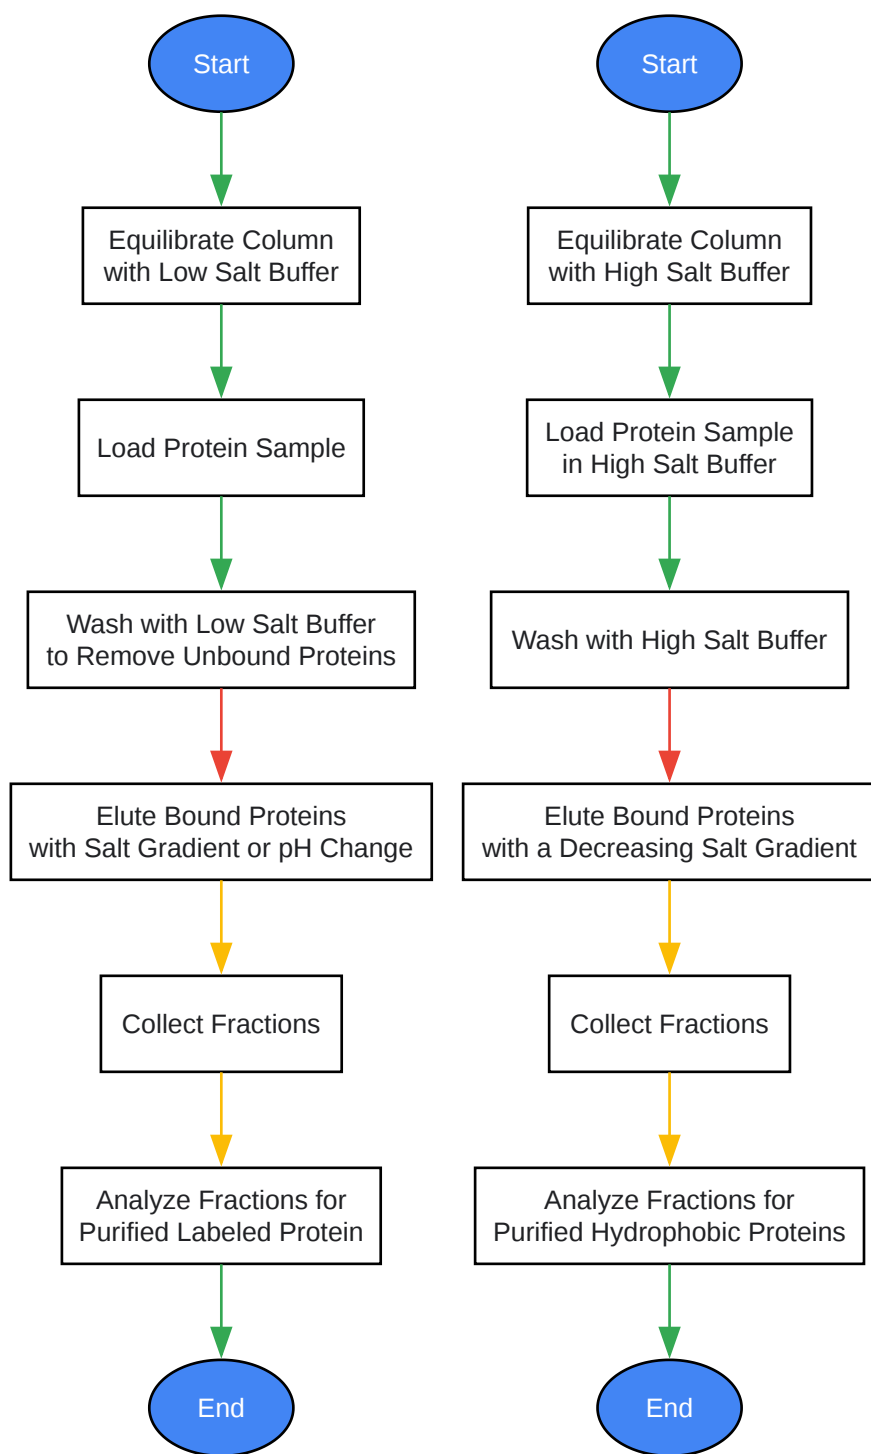 Start
Equilibrate Column
with Low Salt Buffer
Load Protein Sample
Wash with Low Salt Buffer
to Remove Unbound Proteins
Elute Bound Proteins
with Salt Gradient or pH Change
Collect Fractions
Analyze Fractions for
Purified Labeled Protein
End
Start
Equilibrate Column
with High Salt Buffer
Load Protein Sample
in High Salt Buffer
Wash with High Salt Buffer
Elute Bound Proteins
with a Decreasing Salt Gradient
Collect Fractions
Analyze Fractions for
Purified Hydrophobic Proteins
End